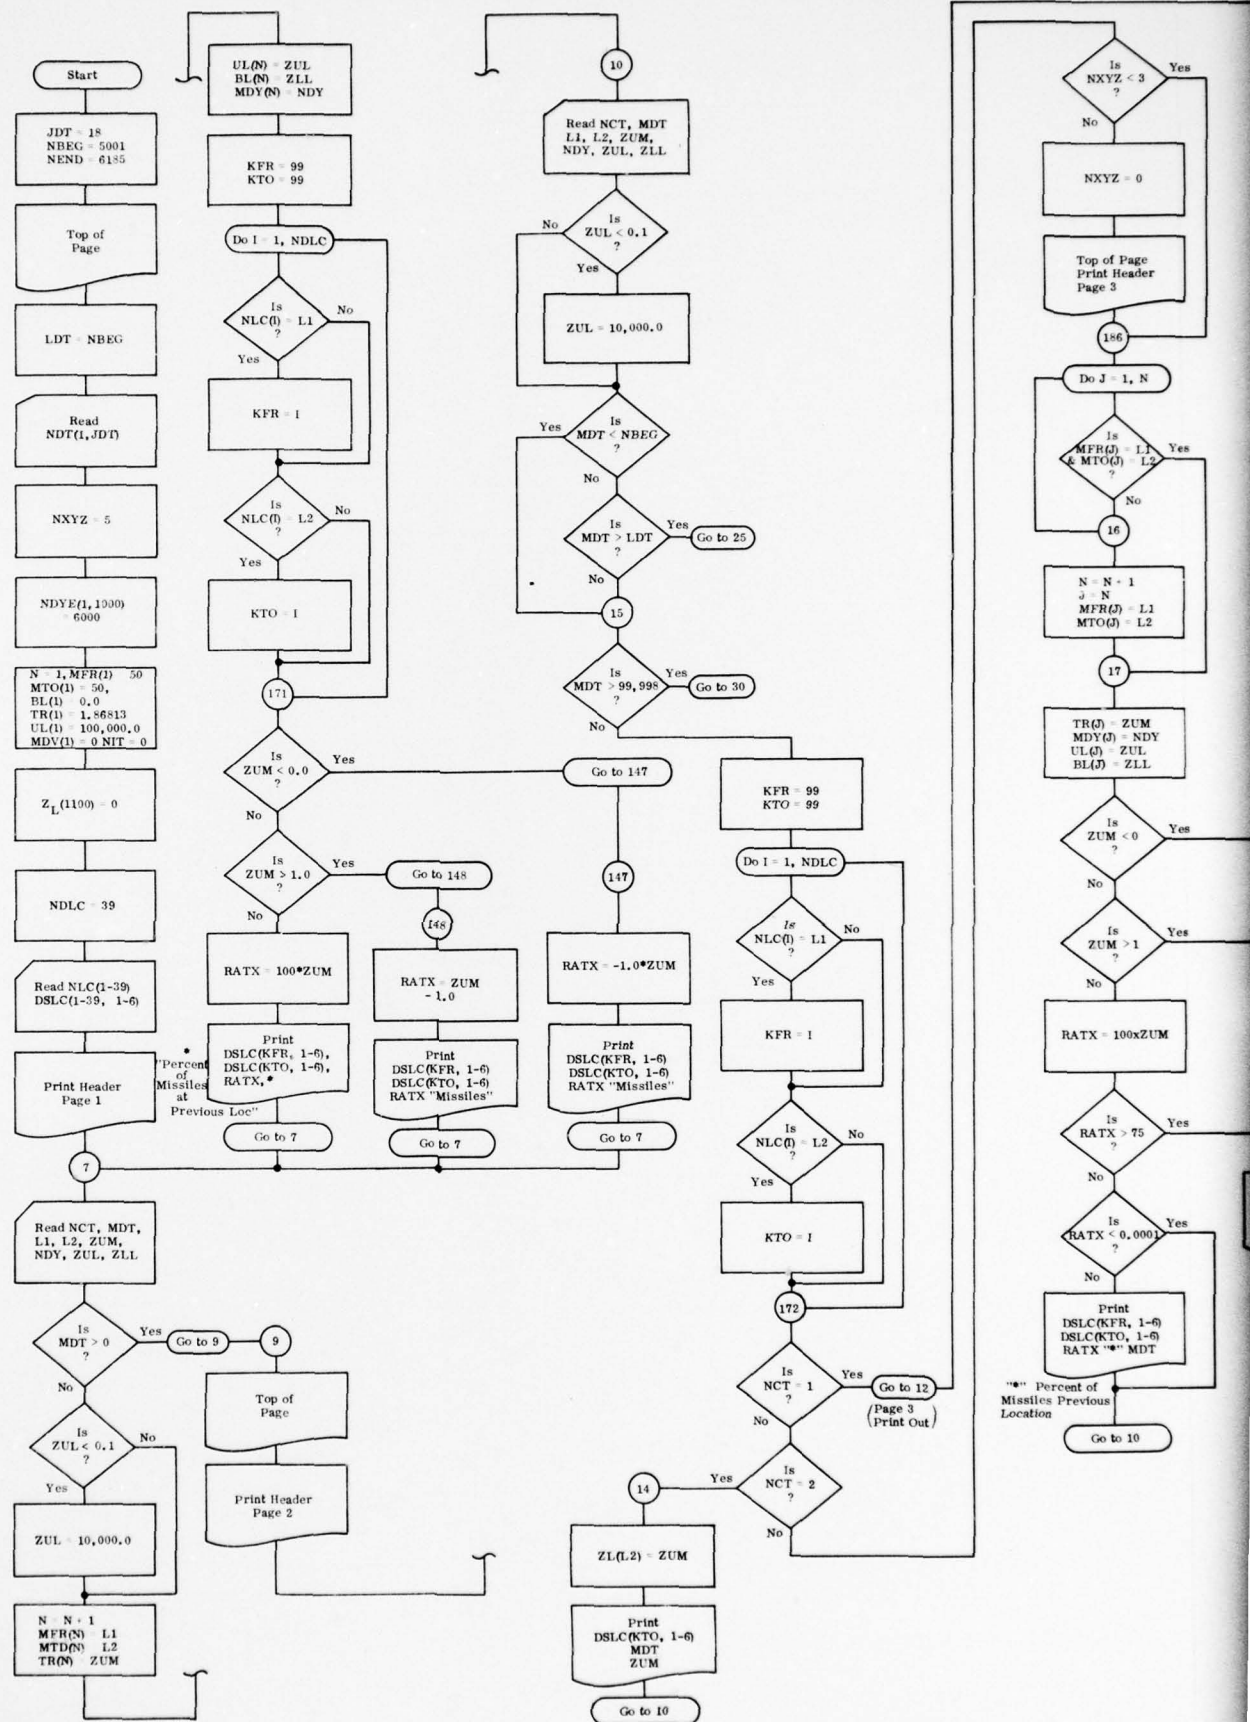 Start
JDT = 18
NBEG = 5001
NEND = 6185
Top of
Page
LDT = NBEG
Read
NDT(1,JDT)
NXYZ = 5
NDYE(1,1000)
= 6000
N = 1, MFR(1) 50
MTO(1) = 50,
BL(1) 0.0
TR(1) = 1.86813
UL(1) = 100,000.0
MDV(1) = 0 NIT = 0
ZL(1100) = 0
NDLC = 39
Read NLC(1-39)
DSLC(1-39, 1-6)
Print Header
Page 1
7
Read NCT, MDT,
L1, L2, ZUM,
NDY, ZUL, ZLL
Is
MDT > 0
?
Yes
Go to 9
9
No
Is
ZUL < 0.1
?
No
Yes
ZUL = 10,000.0
N = N + 1
MFR(N) L1
MTD(N) L2
TR(N) ZUM
Top of
Page
Print Header
Page 2
UL(N) = ZUL
BL(N) = ZLL
MDY(N) = NDY
KFR = 99
KTO = 99
Do I = 1, NDLC
Is
NLC(I) = L1
?
No
Yes
KFR = I
Is
NLC(I) = L2
?
No
Yes
KTO = I
171
Is
ZUM < 0.0
?
Yes
Go to 147
No
Is
ZUM > 1.0
?
Yes
Go to 148
No
148
147
RATX = 100*ZUM
RATX = ZUM
- 1.0
RATX = -1.0*ZUM
Print
DSLC(KFR, 1-6),
DSLC(KTO, 1-6),
RATX,*
*
"Percent
of
Missiles
at
Previous Loc"
Print
DSLC(KFR, 1-6)
DSLC(KTO, 1-6)
RATX "Missiles"
Print
DSLC(KFR, 1-6)
DSLC(KTO, 1-6)
RATX "Missiles"
Go to 7
Go to 7
Go to 7
10
Read NCT, MDT
L1, L2, ZUM,
NDY, ZUL, ZLL
Is
ZUL < 0.1
?
No
Yes
ZUL = 10,000.0
Is
MDT < NBEG
?
Yes
No
Is
MDT > LDT
?
Yes
Go to 25
No
15
Is
MDT > 99,998
?
Yes
Go to 30
No
KFR = 99
KTO = 99
Do I = 1, NDLC
Is
NLC(I) = L1
?
No
Yes
KFR = I
Is
NLC(I) = L2
?
No
Yes
KTO = I
172
Is
NCT = 1
?
Yes
Go to 12
(Page 3
Print Out)
No
Is
NCT = 2
?
Yes
14
No
ZL(L2) = ZUM
Print
DSLC(KTO, 1-6)
MDT
ZUM
Go to 10
Is
NXYZ < 3
?
Yes
No
NXYZ = 0
Top of Page
Print Header
Page 3
186
Do J = 1, N
Is
MFR(J) = L1
& MTO(J) = L2
?
Yes
No
16
N = N + 1
J = N
MFR(J) = L1
MTO(J) = L2
17
TR(J) = ZUM
MDY(J) = NDY
UL(J) = ZUL
BL(J) = ZLL
Is
ZUM < 0
?
Yes
No
Is
ZUM > 1
?
Yes
No
RATX = 100xZUM
Is
RATX > 75
?
Yes
No
Is
RATX < 0.0001
?
Yes
No
Print
DSLC(KFR, 1-6)
DSLC(KTO, 1-6)
RATX "*" MDT
"*" Percent of
Missiles Previous
Location
Go to 10